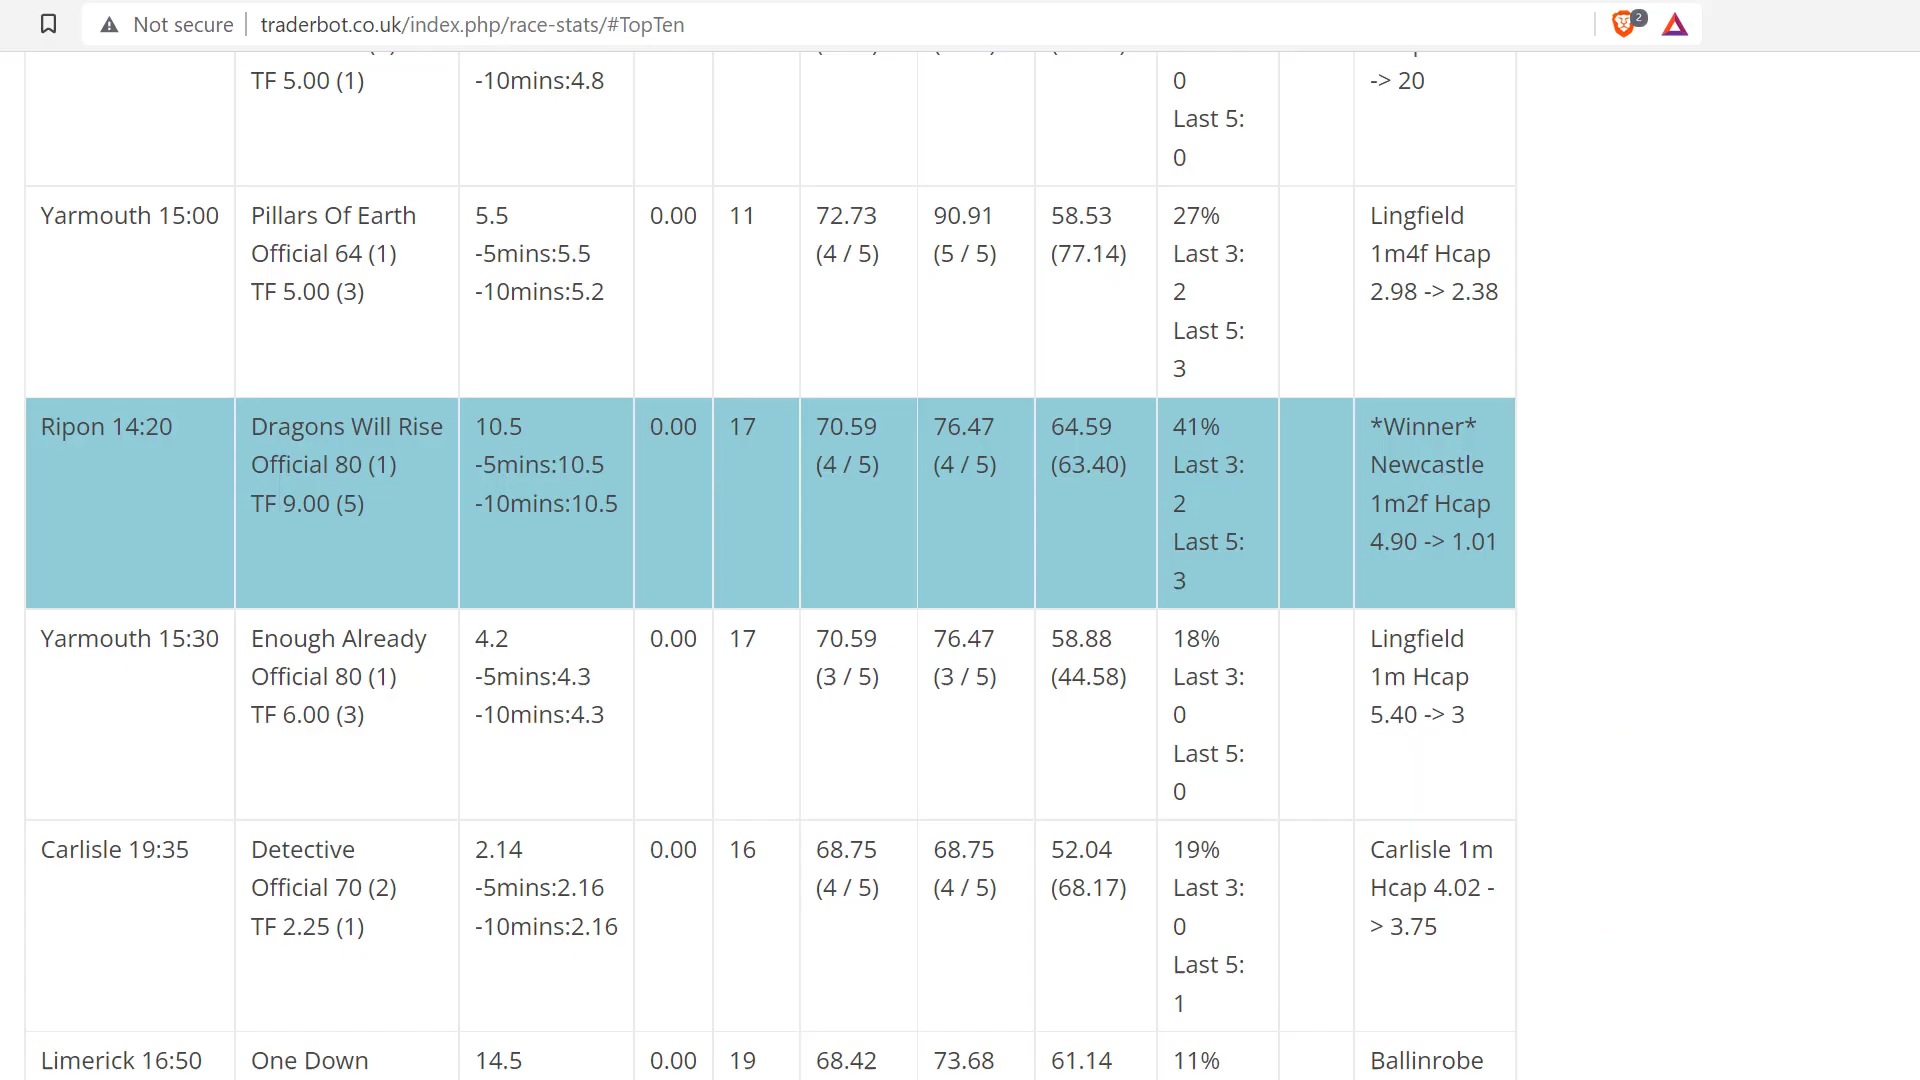 Not secure traderbot.co.uk/index.php/race-stats/#TopTen 2
TF 5.00 (1)
-10mins:4.8
0
Last 5:
0
-> 20
Yarmouth 15:00
Pillars Of Earth
Official 64 (1)
TF 5.00 (3)
5.5
-5mins:5.5
-10mins:5.2
0.00
11
72.73
(4 / 5)
90.91
(5 / 5)
58.53
(77.14)
27%
Last 3:
2
Last 5:
3
Lingfield
1m4f Hcap
2.98 -> 2.38
Ripon 14:20
Dragons Will Rise
Official 80 (1)
TF 9.00 (5)
10.5
-5mins:10.5
-10mins:10.5
0.00
17
70.59
(4 / 5)
76.47
(4 / 5)
64.59
(63.40)
41%
Last 3:
2
Last 5:
3
*Winner*
Newcastle
1m2f Hcap
4.90 -> 1.01
Yarmouth 15:30
Enough Already
Official 80 (1)
TF 6.00 (3)
4.2
-5mins:4.3
-10mins:4.3
0.00
17
70.59
(3 / 5)
76.47
(3 / 5)
58.88
(44.58)
18%
Last 3:
0
Last 5:
0
Lingfield
1m Hcap
5.40 -> 3
Carlisle 19:35
Detective
Official 70 (2)
TF 2.25 (1)
2.14
-5mins:2.16
-10mins:2.16
0.00
16
68.75
(4 / 5)
68.75
(4 / 5)
52.04
(68.17)
19%
Last 3:
0
Last 5:
1
Carlisle 1m
Hcap 4.02 -
> 3.75
Limerick 16:50
One Down
14.5
0.00
19
68.42
73.68
61.14
11%
Ballinrobe